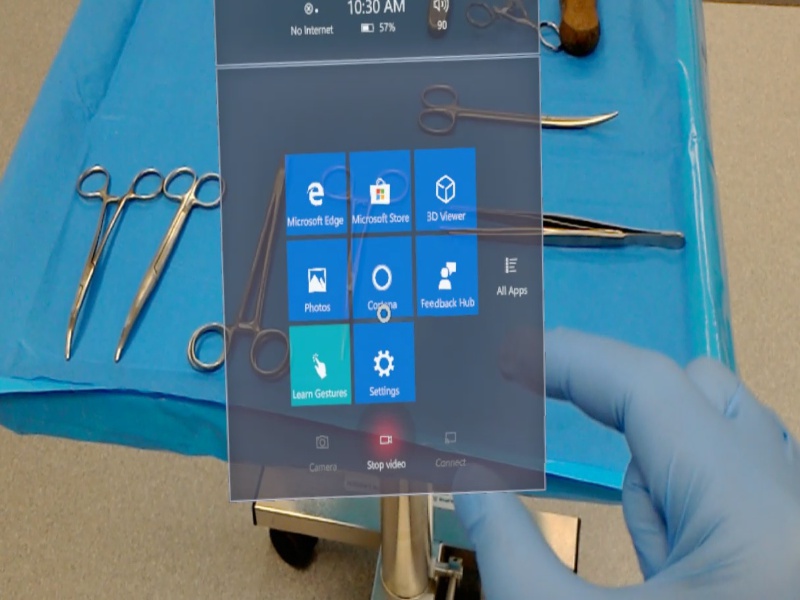 10:30 AM
No Internet
57%
90
Microsoft Edge
Microsoft Store
3D Viewer
Photos
Cortana
Feedback Hub
All Apps
Learn Gestures
Settings
Camera
Stop video
Connect